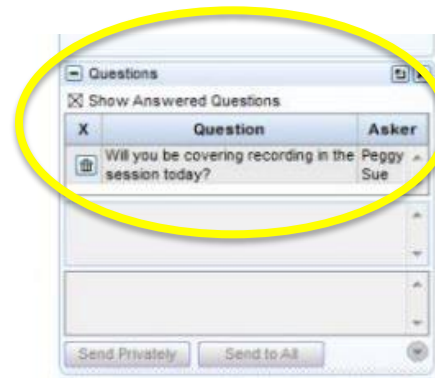 Questions
Show Answered Questions
X Question Asker
Will you be covering recording in the Peggy
session today? Sue
Send Privately Send to All